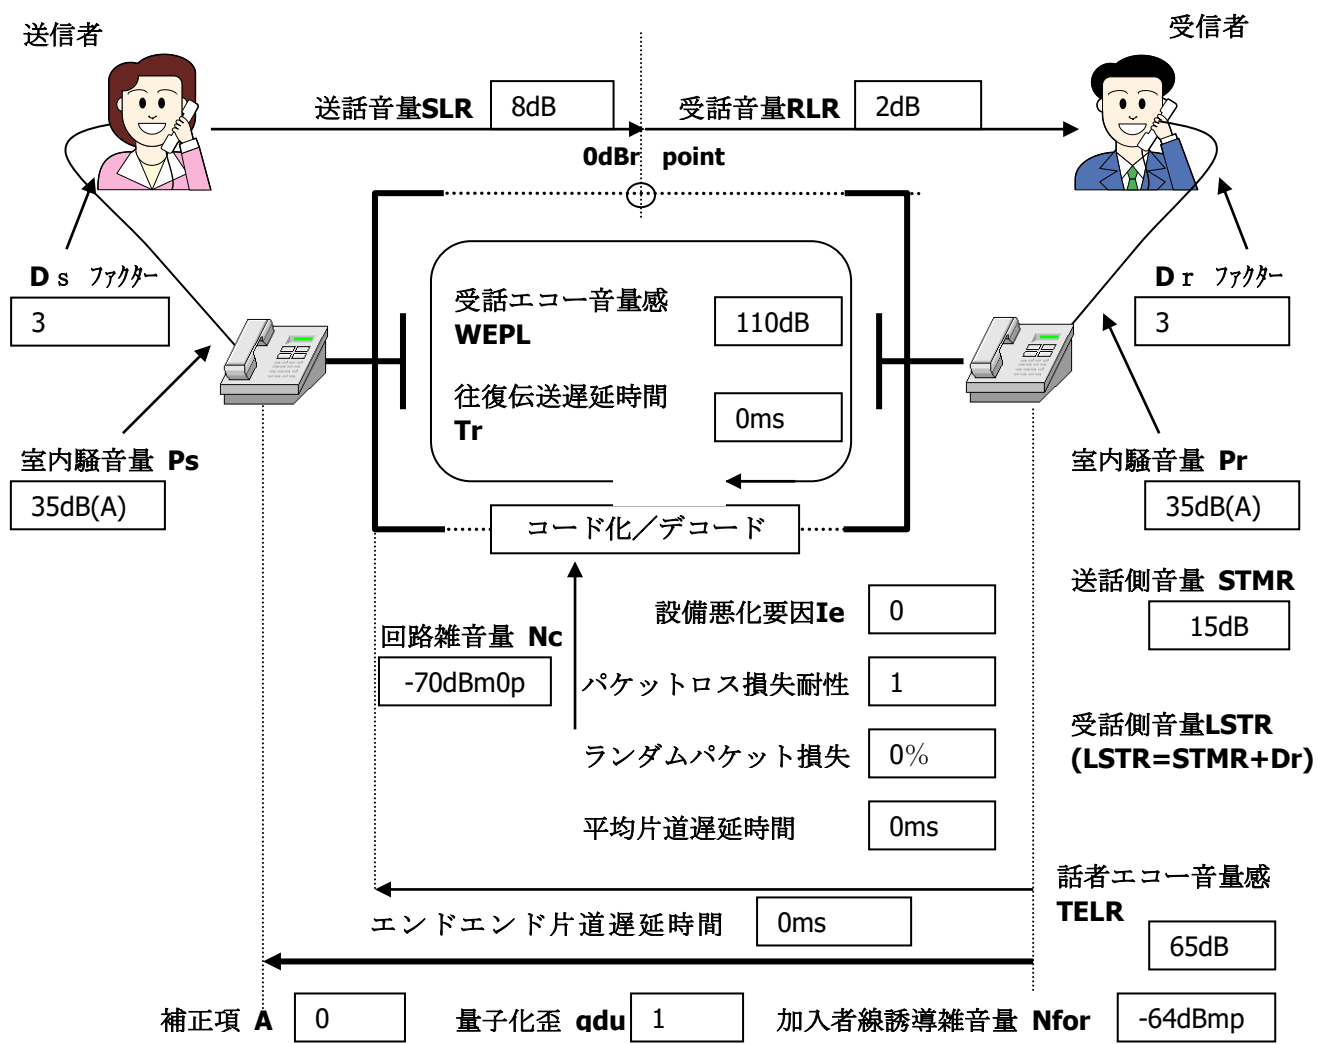 送信者
受信者
送話音量SLR 8dB
受話音量RLR 2dB
0dBr point
Dｓ ﾌｧｸﾀｰ
3
Dｒ ﾌｧｸﾀｰ
3
受話エコー音量感
WEPL
110dB
往復伝送遅延時間
Tr
0ms
室内騒音量 Ps
35dB(A)
室内騒音量 Pr
35dB(A)
コード化／デコード
送話側音量 STMR
15dB
設備悪化要因Ie 0
回路雑音量 Nc
-70dBm0p
パケットロス損失耐性 1
受話側音量LSTR
(LSTR=STMR+Dr)
ランダムパケット損失 0％
平均片道遅延時間 0ms
話者エコー音量感
TELR
65dB
エンドエンド片道遅延時間 0ms
補正項 A 0
量子化歪 qdu 1
加入者線誘導雑音量 Nfor -64dBmp